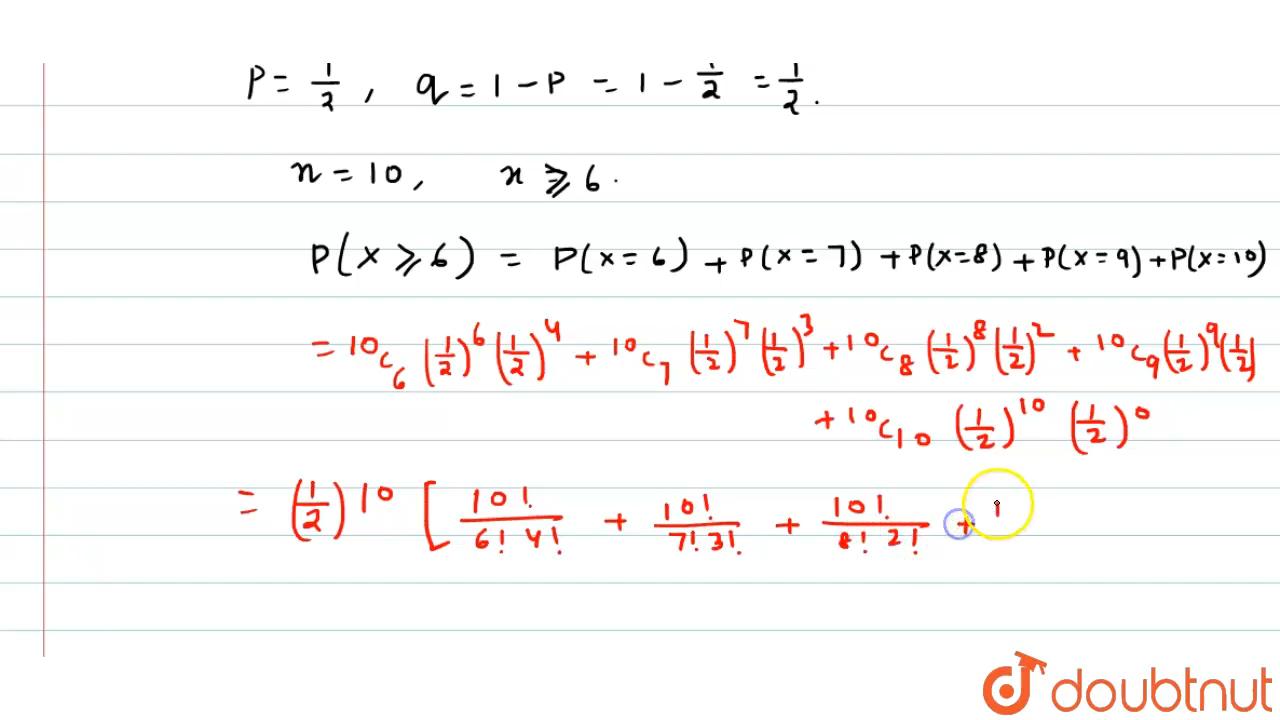 P = 1/2 , q = 1 - P = 1 - 1/2 = 1/2 .
n = 10 , x ⩾ 6 .
P(X ⩾ 6) = P(X = 6) + P(X = 7) + P(X = 8) + P(X = 9) + P(X = 10)
= ¹⁰C₆ (1/2)⁶ (1/2)⁴ + ¹⁰C₇ (1/2)⁷ (1/2)³ + ¹⁰C₈ (1/2)⁸ (1/2)² + ¹⁰C₉ (1/2)⁹ (1/2)
+ ¹⁰C₁₀ (1/2)¹⁰ (1/2)⁰
= (1/2)¹⁰ [ 10!/6! 4! + 10!/7! 3! + 10!/8! 2! + 1
doubtnut